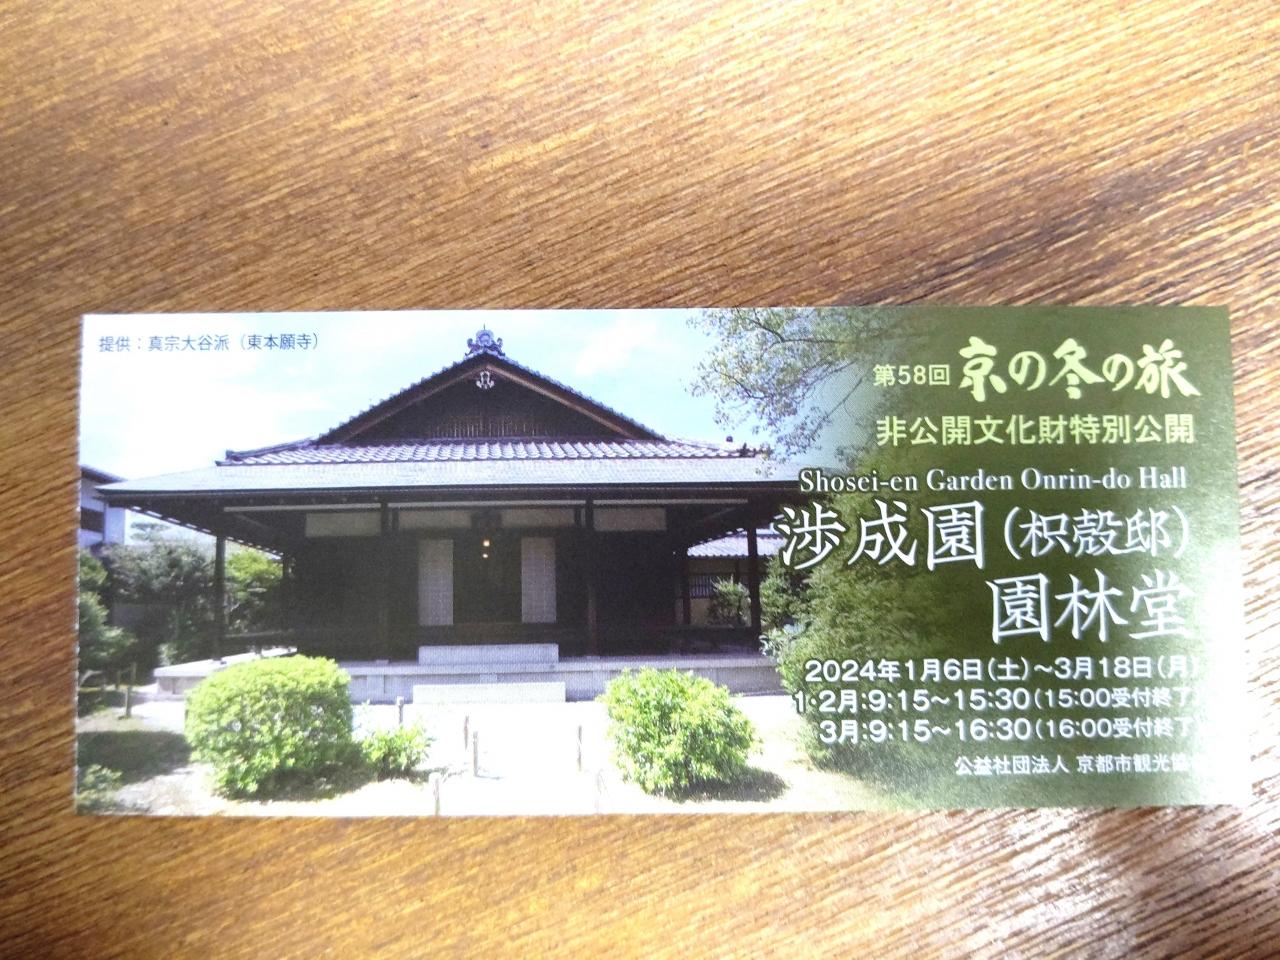 提供：真宗大谷派（東本願寺）
第58回 京の冬の旅
非公開文化財特別公開
Shosei-en Garden Onrin-do Hall
渉成園（枳殻邸）
園林堂
2024年1月6日（土）～3月18日（月）
1・2月：9：15～15：30（15：00受付終了
3月：9：15～16：30（16：00受付終了
公益社団法人 京都市観光協